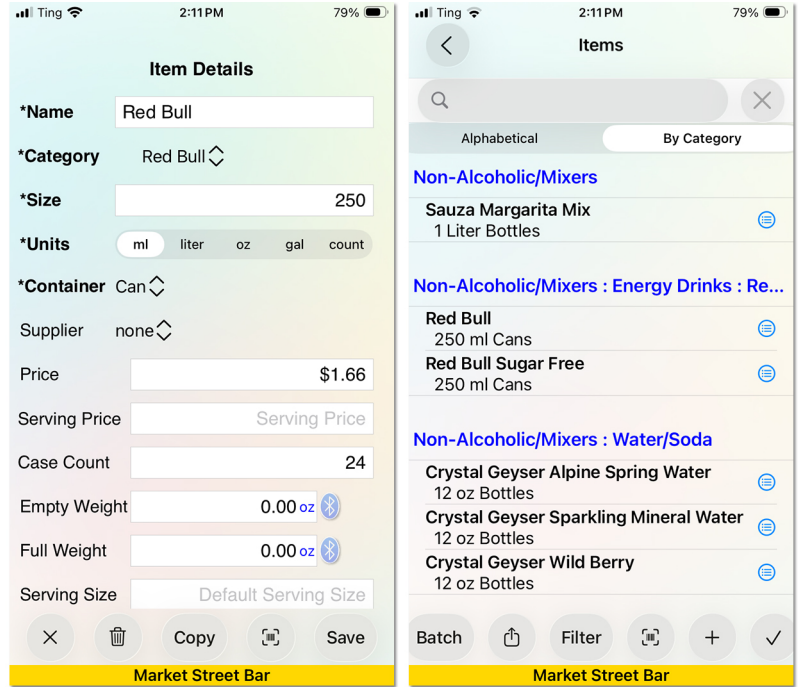 Ting 2:11 PM 79%
Item Details
*Name Red Bull
*Category Red Bull
*Size 250
*Units ml liter oz gal count
*Container Can
Supplier none
Price $1.66
Serving Price Serving Price
Case Count 24
Empty Weight 0.00 oz
Full Weight 0.00 oz
Serving Size Default Serving Size
Copy Save
Market Street Bar
Ting 2:11 PM 79%
Items
Alphabetical By Category
Non-Alcoholic/Mixers
Sauza Margarita Mix
1 Liter Bottles
Non-Alcoholic/Mixers : Energy Drinks : Re...
Red Bull
250 ml Cans
Red Bull Sugar Free
250 ml Cans
Non-Alcoholic/Mixers : Water/Soda
Crystal Geyser Alpine Spring Water
12 oz Bottles
Crystal Geyser Sparkling Mineral Water
12 oz Bottles
Crystal Geyser Wild Berry
12 oz Bottles
Batch Filter
Market Street Bar